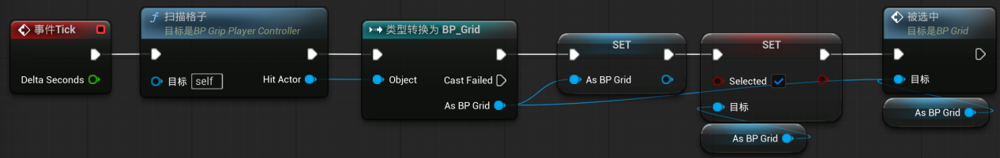 事件Tick
Delta Seconds
扫描格子
目标是BP Grip Player Controller
目标 self
Hit Actor
类型转换为 BP_Grid
Object
Cast Failed
As BP Grid
SET
As BP Grid
SET
Selected
目标
As BP Grid
被选中
目标是BP Grid
目标
As BP Grid